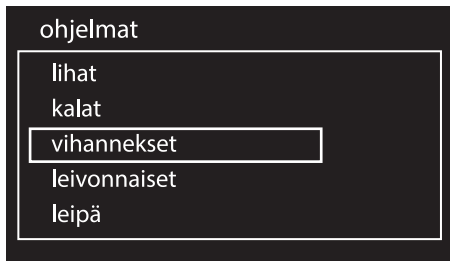 ohjelmat
lihat
kalat
vihannekset
leivonnaiset
leipä